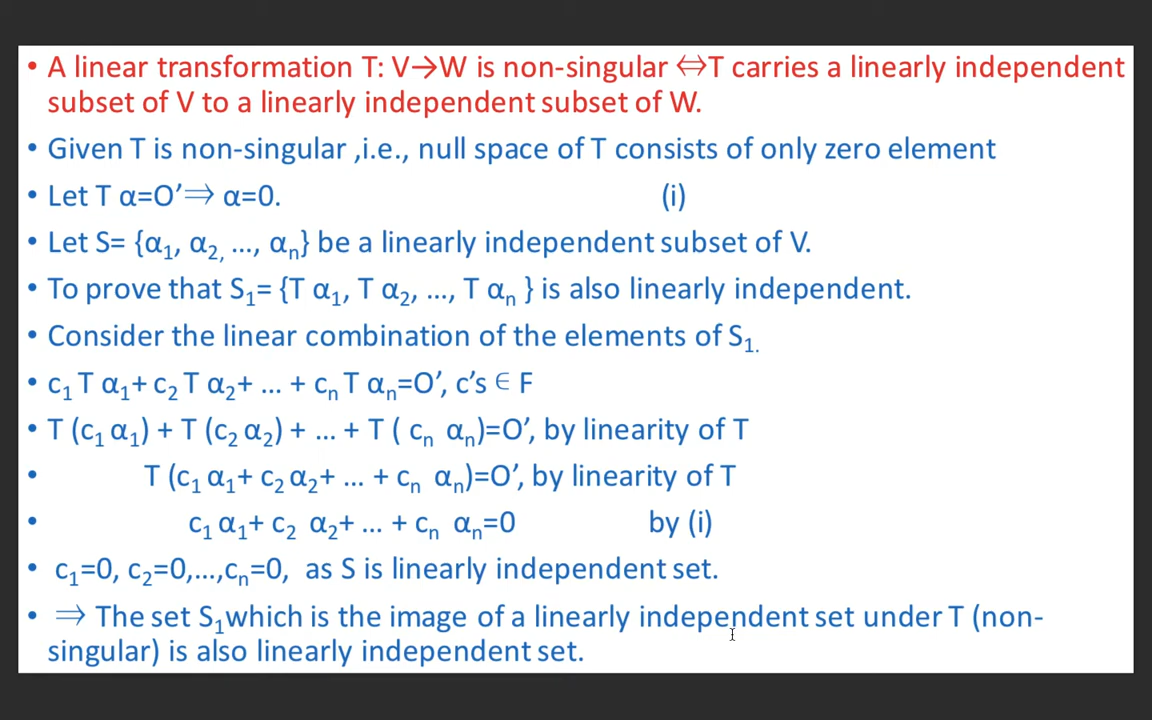 • A linear transformation T: V→W is non-singular ⇔T carries a linearly independent
subset of V to a linearly independent subset of W.
• Given T is non-singular ,i.e., null space of T consists of only zero element
• Let T α=O’⇒ α=0. (i)
• Let S= {α₁, α₂, ..., αₙ} be a linearly independent subset of V.
• To prove that S₁= {T α₁, T α₂, ..., T αₙ } is also linearly independent.
• Consider the linear combination of the elements of S₁.
• c₁ T α₁+ c₂ T α₂+ ... + cₙ T αₙ=O’, c’s ∈ F
• T (c₁ α₁) + T (c₂ α₂) + ... + T ( cₙ αₙ)=O’, by linearity of T
• T (c₁ α₁+ c₂ α₂+ ... + cₙ αₙ)=O’, by linearity of T
• c₁ α₁+ c₂ α₂+ ... + cₙ αₙ=0 by (i)
• c₁=0, c₂=0,...,cₙ=0, as S is linearly independent set.
• ⇒ The set S₁which is the image of a linearly independent set under T (non-
singular) is also linearly independent set.